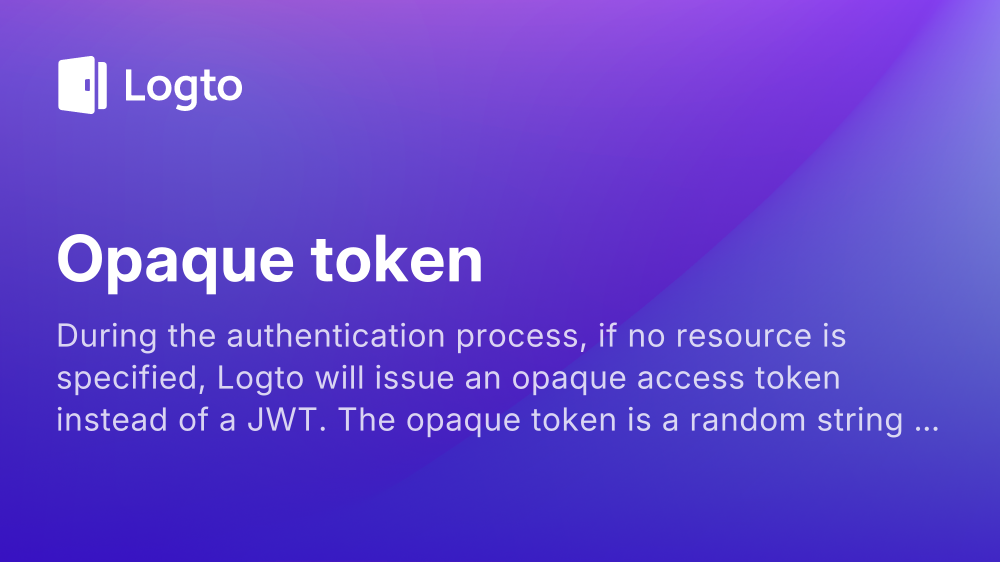 Logto
Opaque token
During the authentication process, if no resource is
specified, Logto will issue an opaque access token
instead of a JWT. The opaque token is a random string ...